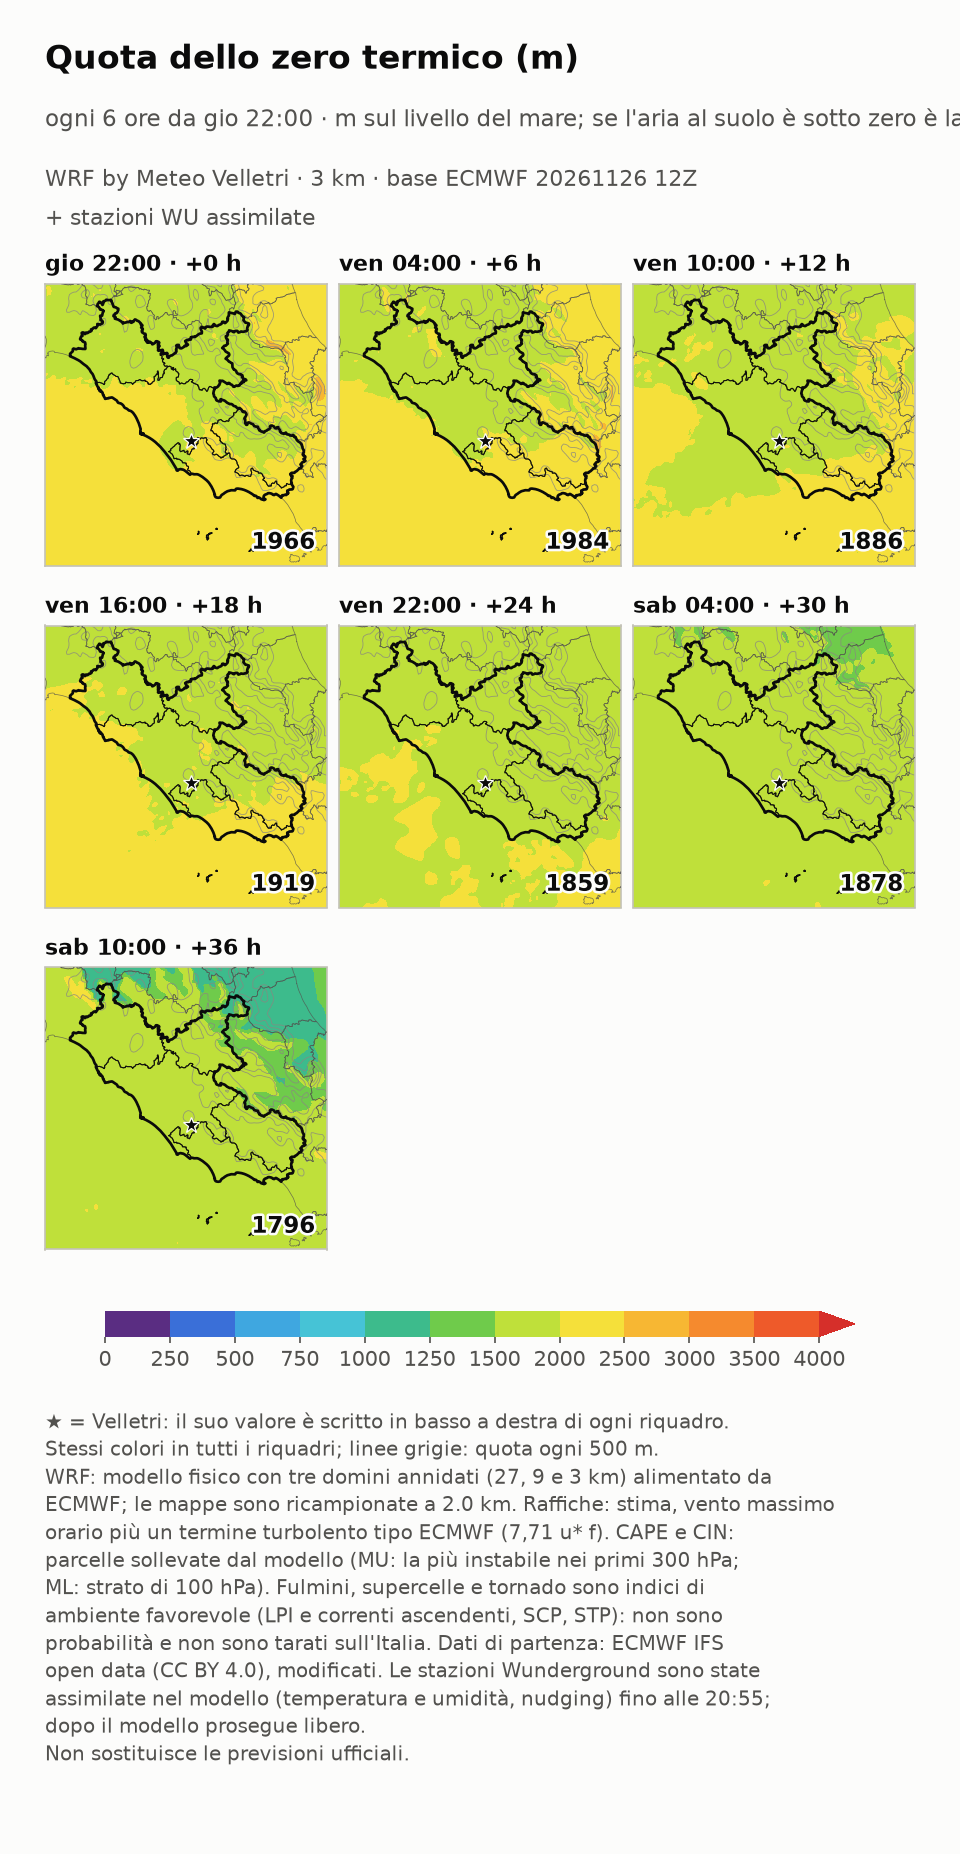 Quota dello zero termico (m)
ogni 6 ore da gio 22:00 · m sul livello del mare; se l'aria al suolo è sotto zero è la
WRF by Meteo Velletri · 3 km · base ECMWF 20261126 12Z
+ stazioni WU assimilate
gio 22:00 · +0 h
ven 04:00 · +6 h
ven 10:00 · +12 h
1966
1984
1886
ven 16:00 · +18 h
ven 22:00 · +24 h
sab 04:00 · +30 h
1919
1859
1878
sab 10:00 · +36 h
1796
0 250 500 750 1000 1250 1500 2000 2500 3000 3500 4000
★ = Velletri: il suo valore è scritto in basso a destra di ogni riquadro.
Stessi colori in tutti i riquadri; linee grigie: quota ogni 500 m.
WRF: modello fisico con tre domini annidati (27, 9 e 3 km) alimentato da
ECMWF; le mappe sono ricampionate a 2.0 km. Raffiche: stima, vento massimo
orario più un termine turbolento tipo ECMWF (7,71 u* f). CAPE e CIN:
parcelle sollevate dal modello (MU: la più instabile nei primi 300 hPa;
ML: strato di 100 hPa). Fulmini, supercelle e tornado sono indici di
ambiente favorevole (LPI e correnti ascendenti, SCP, STP): non sono
probabilità e non sono tarati sull'Italia. Dati di partenza: ECMWF IFS
open data (CC BY 4.0), modificati. Le stazioni Wunderground sono state
assimilate nel modello (temperatura e umidità, nudging) fino alle 20:55;
dopo il modello prosegue libero.
Non sostituisce le previsioni ufficiali.